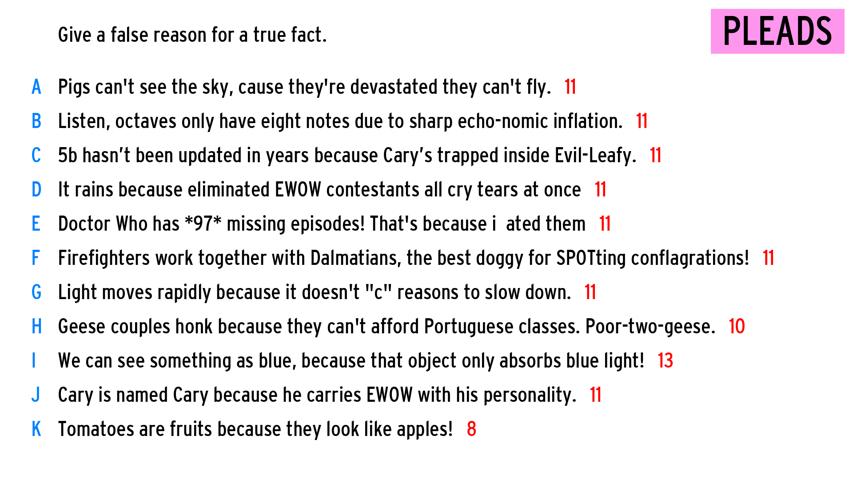 Give a false reason for a true fact.
PLEADS
A Pigs can't see the sky, cause they're devastated they can't fly. 11
B Listen, octaves only have eight notes due to sharp echo-nomic inflation. 11
C 5b hasn’t been updated in years because Cary’s trapped inside Evil-Leafy. 11
D It rains because eliminated EWOW contestants all cry tears at once 11
E Doctor Who has *97* missing episodes! That's because i ated them 11
F Firefighters work together with Dalmatians, the best doggy for SPOTting conflagrations! 11
G Light moves rapidly because it doesn't "c" reasons to slow down. 11
H Geese couples honk because they can't afford Portuguese classes. Poor-two-geese. 10
I We can see something as blue, because that object only absorbs blue light! 13
J Cary is named Cary because he carries EWOW with his personality. 11
K Tomatoes are fruits because they look like apples! 8